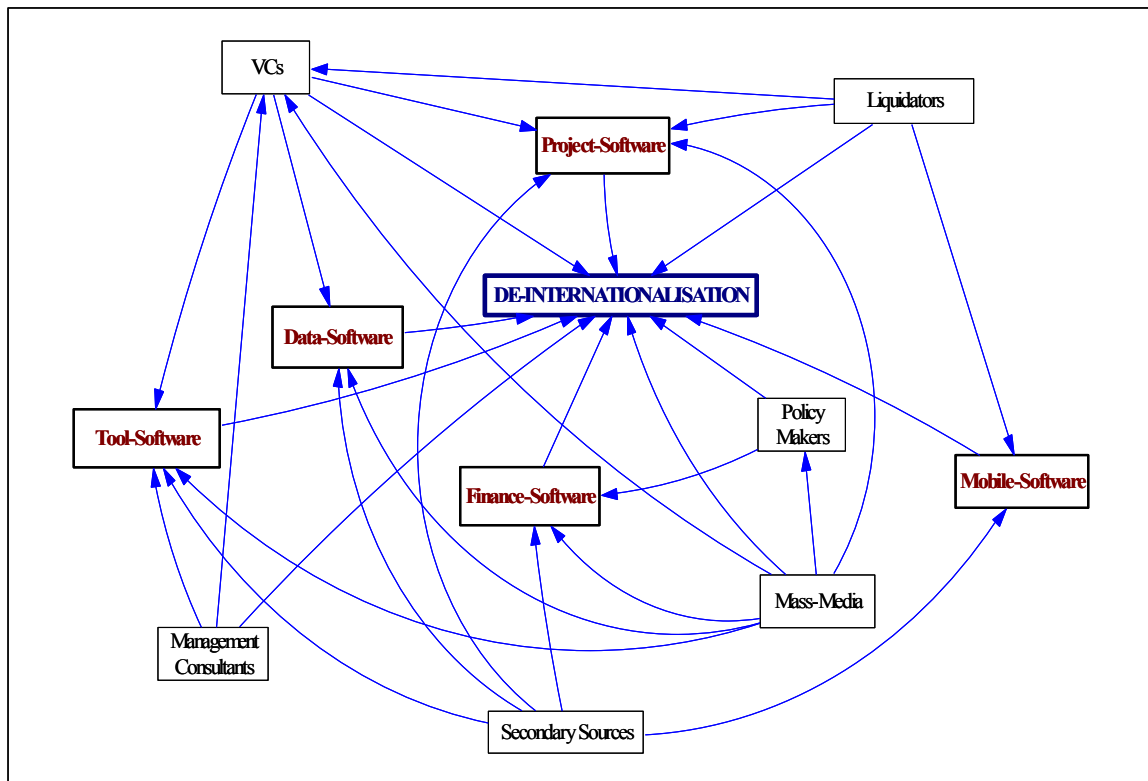 VCs
Liquidators
Project-Software
DE-INTERNATIONALISATION
Data-Software
Policy
Makers
Tool-Software
Finance-Software
Mobile-Software
Mass-Media
Management
Consultants
Secondary Sources